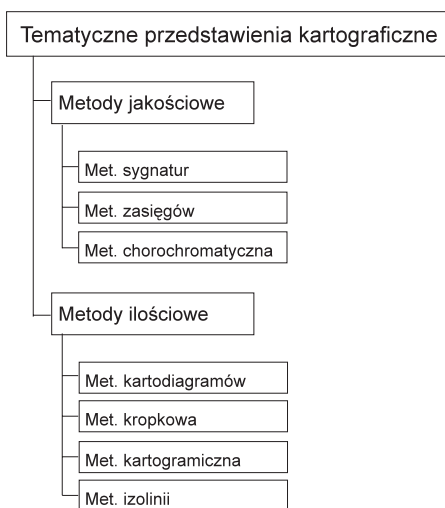 Tematyczne przedstawienia kartograficzne
Metody jakościowe
Met. sygnatur
Met. zasięgów
Met. chorochromatyczna
Metody ilościowe
Met. kartodiagramów
Met. kropkowa
Met. kartogramiczna
Met. izolinii